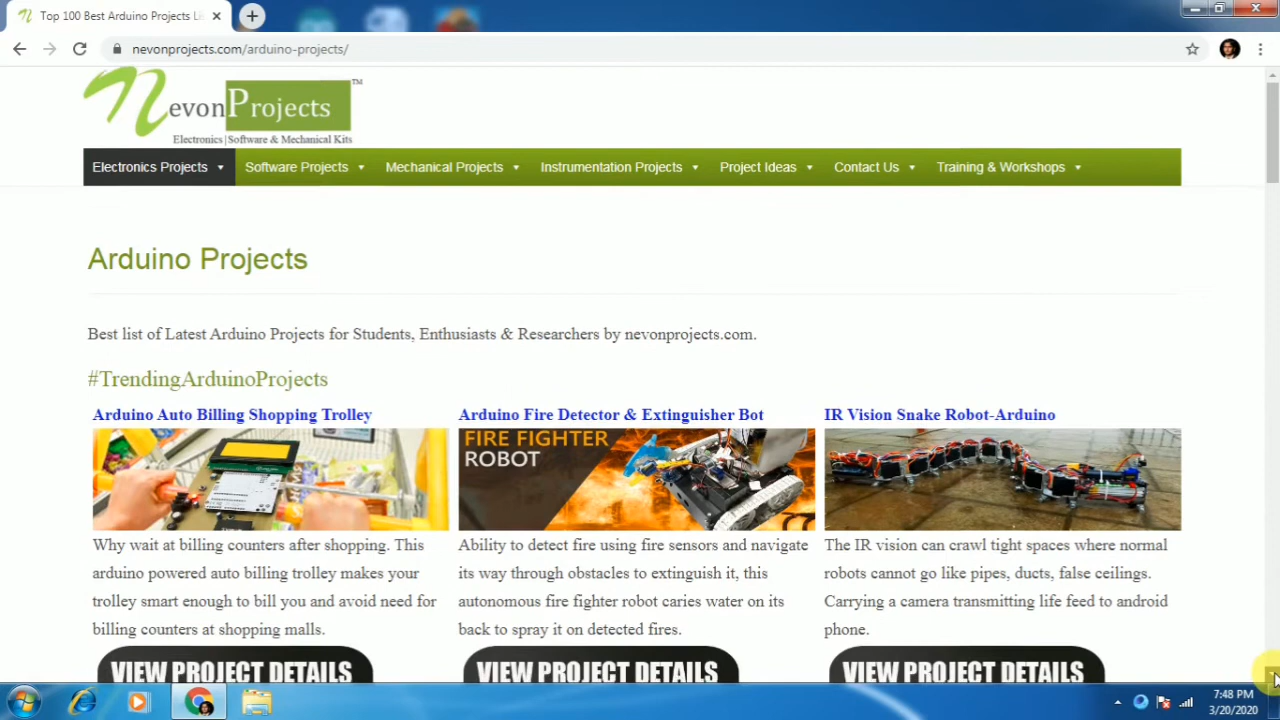 Top 100 Best Arduino Projects Li
nevonprojects.com/arduino-projects/
NevonProjects™
Electronics|Software & Mechanical Kits
Electronics Projects Software Projects Mechanical Projects Instrumentation Projects Project Ideas Contact Us Training & Workshops
Arduino Projects
Best list of Latest Arduino Projects for Students, Enthusiasts & Researchers by nevonprojects.com.
#TrendingArduinoProjects
Arduino Auto Billing Shopping Trolley
Why wait at billing counters after shopping. This
arduino powered auto billing trolley makes your
trolley smart enough to bill you and avoid need for
billing counters at shopping malls.
VIEW PROJECT DETAILS
Arduino Fire Detector & Extinguisher Bot
FIRE FIGHTER
ROBOT
Ability to detect fire using fire sensors and navigate
its way through obstacles to extinguish it, this
autonomous fire fighter robot caries water on its
back to spray it on detected fires.
VIEW PROJECT DETAILS
IR Vision Snake Robot-Arduino
The IR vision can crawl tight spaces where normal
robots cannot go like pipes, ducts, false ceilings.
Carrying a camera transmitting life feed to android
phone.
VIEW PROJECT DETAILS
7:48 PM
3/20/2020